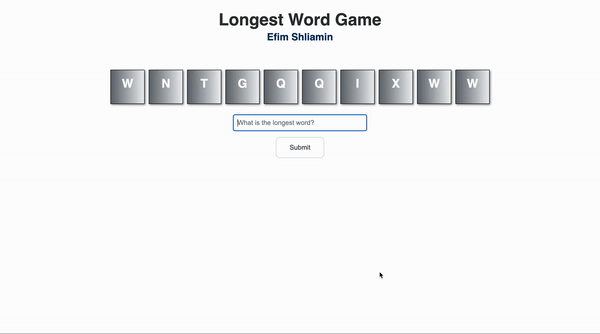 Longest Word Game
Efim Shliamin
W N T G Q Q I X W W
What is the longest word?
Submit